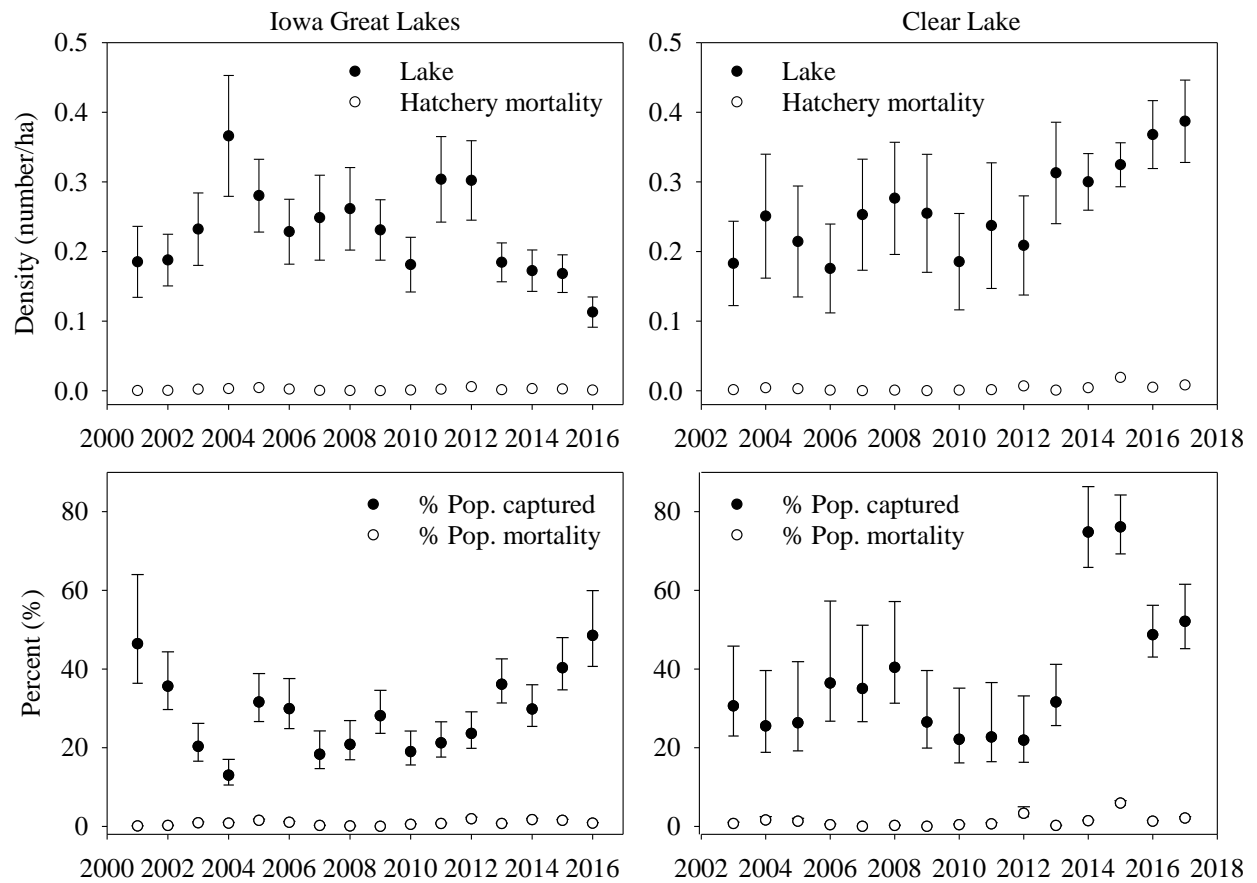 Iowa Great Lakes
Clear Lake
0.5
0.4
0.3
0.2
0.1
0.0
Density (number/ha)
Lake
Hatchery mortality
2000 2002 2004 2006 2008 2010 2012 2014 2016
0.5
0.4
0.3
0.2
0.1
0.0
Lake
Hatchery mortality
2002 2004 2006 2008 2010 2012 2014 2016 2018
80
60
40
20
0
Percent (%)
% Pop. captured
% Pop. mortality
2000 2002 2004 2006 2008 2010 2012 2014 2016
80
60
40
20
0
% Pop. captured
% Pop. mortality
2002 2004 2006 2008 2010 2012 2014 2016 2018